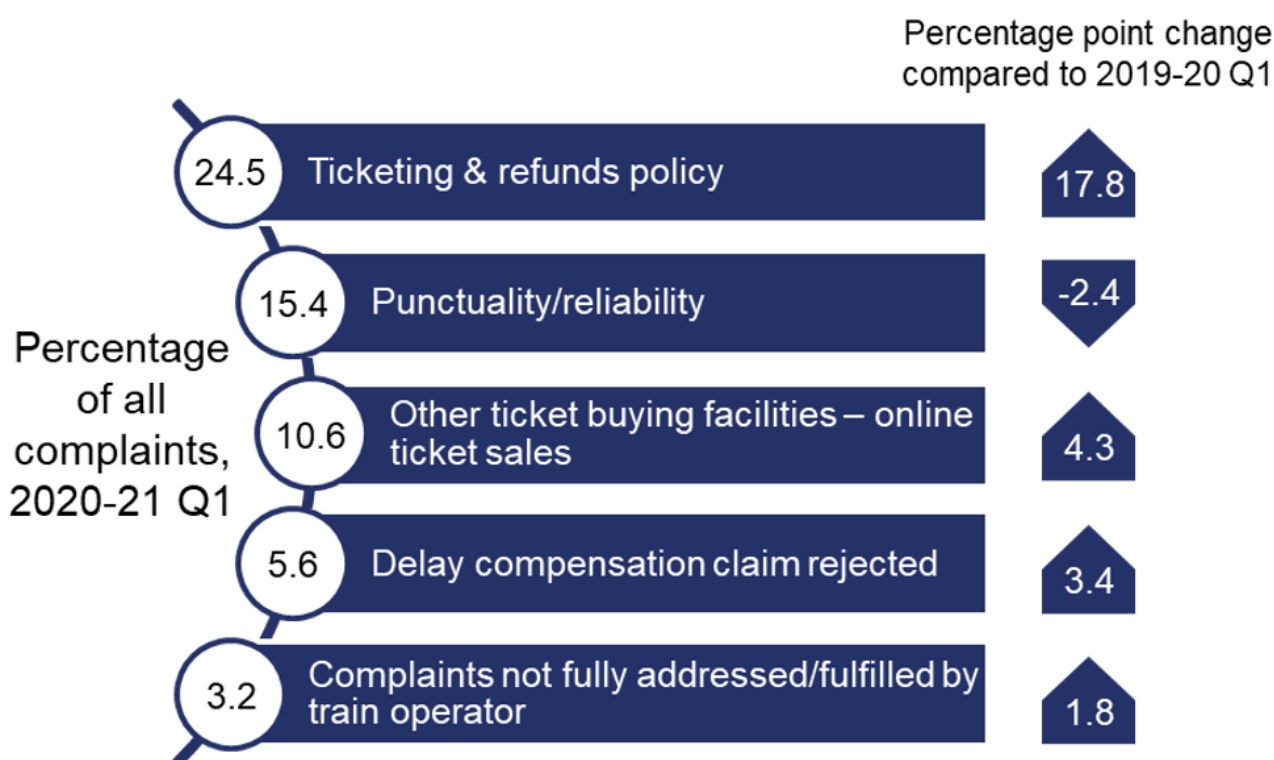 Percentage point change
compared to 2019-20 Q1
24.5 Ticketing & refunds policy 17.8
15.4 Punctuality/reliability -2.4
Percentage
of all
complaints,
2020-21 Q1
10.6 Other ticket buying facilities – online
ticket sales
4.3
5.6 Delay compensation claim rejected 3.4
3.2 Complaints not fully addressed/fulfilled by
train operator
1.8